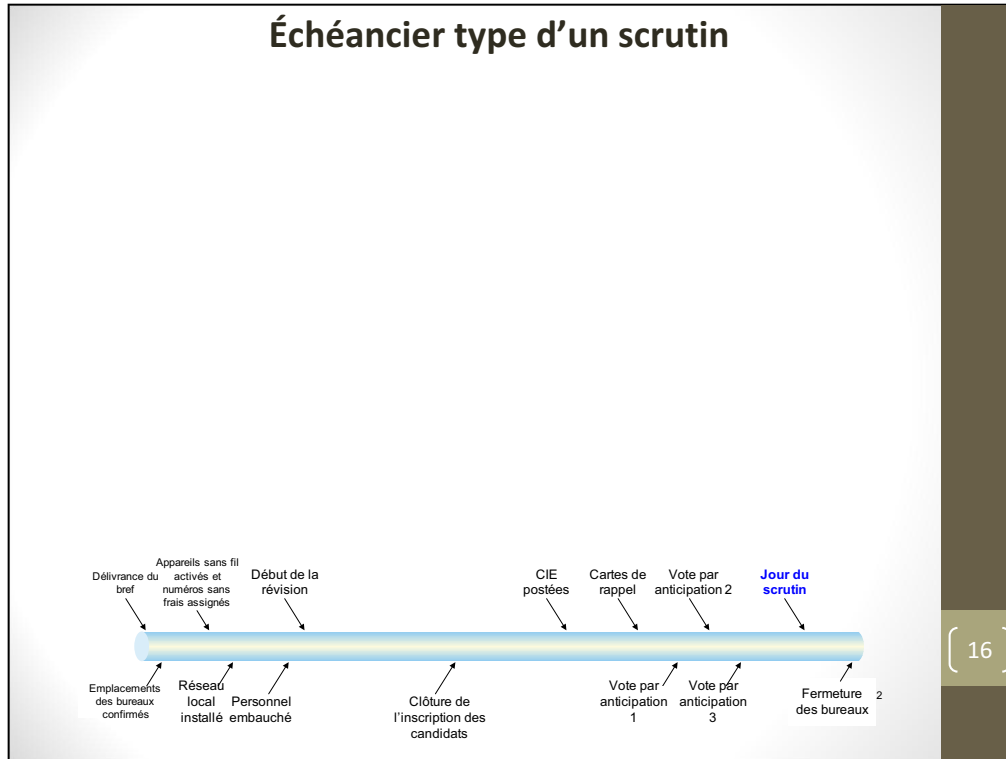 Échéancier type d’un scrutin
Délivrance du
bref
Appareils sans fil
activés et
numéros sans
frais assignés
Début de la
révision
CIE
postées
Cartes de
rappel
Vote par
anticipation 2
Jour du
scrutin
Emplacements
des bureaux
confirmés
Réseau
local
installé
Personnel
embauché
Clôture de
l’inscription des
candidats
Vote par
anticipation
1
Vote par
anticipation
3
Fermeture
des bureaux
2
16